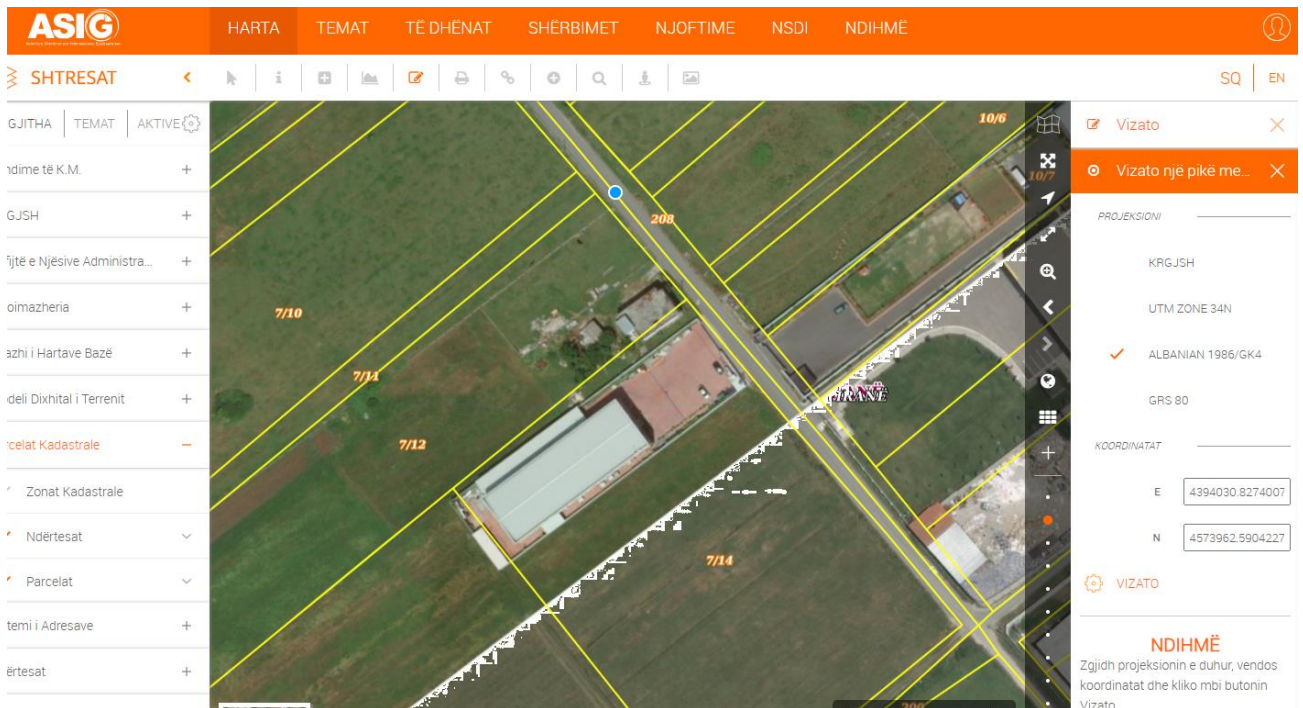 ASIG
HARTA TEMAT TË DHËNAT SHËRBIMET NJOFTIME NSDI NDIHMË
SHTRESAT
SQ EN
GJITHA TEMAT AKTIVE
ndime të K.M.
GJSH
fijtë e Njësive Administra...
oimazheria
azhi i Hartave Bazë
deli Dixhital i Terrenit
rcelat Kadastrale
Zonat Kadastrale
Ndërtesat
Parcelat
temi i Adresave
ërtesat
10/6
10/7
208
7/10
7/11
7/12
TIRANË
7/14
200
Vizato
Vizato një pikë me...
PROJEKSIONI
KRGJSH
UTM ZONE 34N
ALBANIAN 1986/GK4
GRS 80
KOORDINATAT
E 4394030.8274007
N 4573962.5904227
VIZATO
NDIHMË
Zgjidh projeksionin e duhur, vendos
koordinatat dhe kliko mbi butonin
Vizato